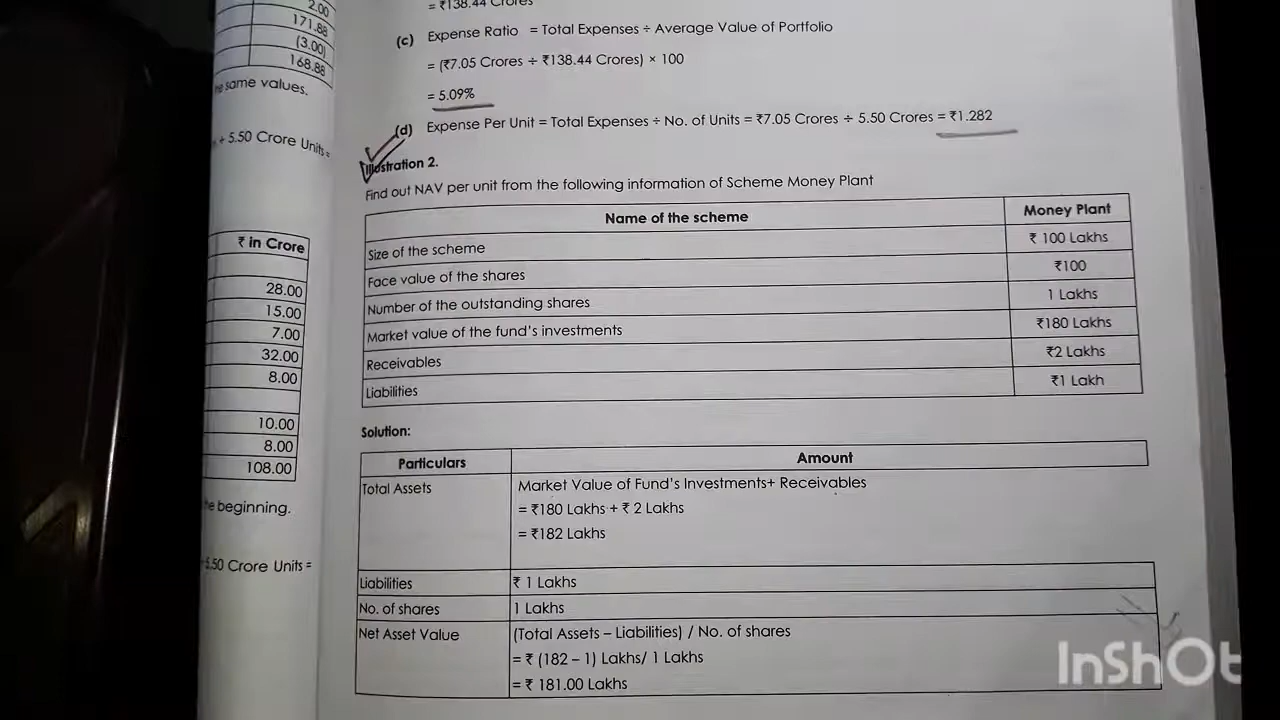 2.00
171.88
(3.00)
168.88
same values.
÷ 5.50 Crore Units =
₹ in Crore
28.00
15.00
7.00
32.00
8.00
10.00
8.00
108.00
beginning.
5.50 Crore Units =
= ₹138.44 Crores
(c) Expense Ratio = Total Expenses ÷ Average Value of Portfolio
= (₹7.05 Crores ÷ ₹138.44 Crores) × 100
= 5.09%
(d) Expense Per Unit = Total Expenses ÷ No. of Units = ₹7.05 Crores ÷ 5.50 Crores = ₹1.282
Illustration 2.
Find out NAV per unit from the following information of Scheme Money Plant
Name of the scheme Money Plant
Size of the scheme ₹ 100 Lakhs
Face value of the shares ₹100
Number of the outstanding shares 1 Lakhs
Market value of the fund's investments ₹180 Lakhs
Receivables ₹2 Lakhs
Liabilities ₹1 Lakh
Solution:
Particulars Amount
Total Assets Market Value of Fund's Investments+ Receivables
= ₹180 Lakhs + ₹ 2 Lakhs
= ₹182 Lakhs
Liabilities ₹ 1 Lakhs
No. of shares 1 Lakhs
Net Asset Value (Total Assets – Liabilities) / No. of shares
= ₹ (182 – 1) Lakhs/ 1 Lakhs
= ₹ 181.00 Lakhs
InShOt